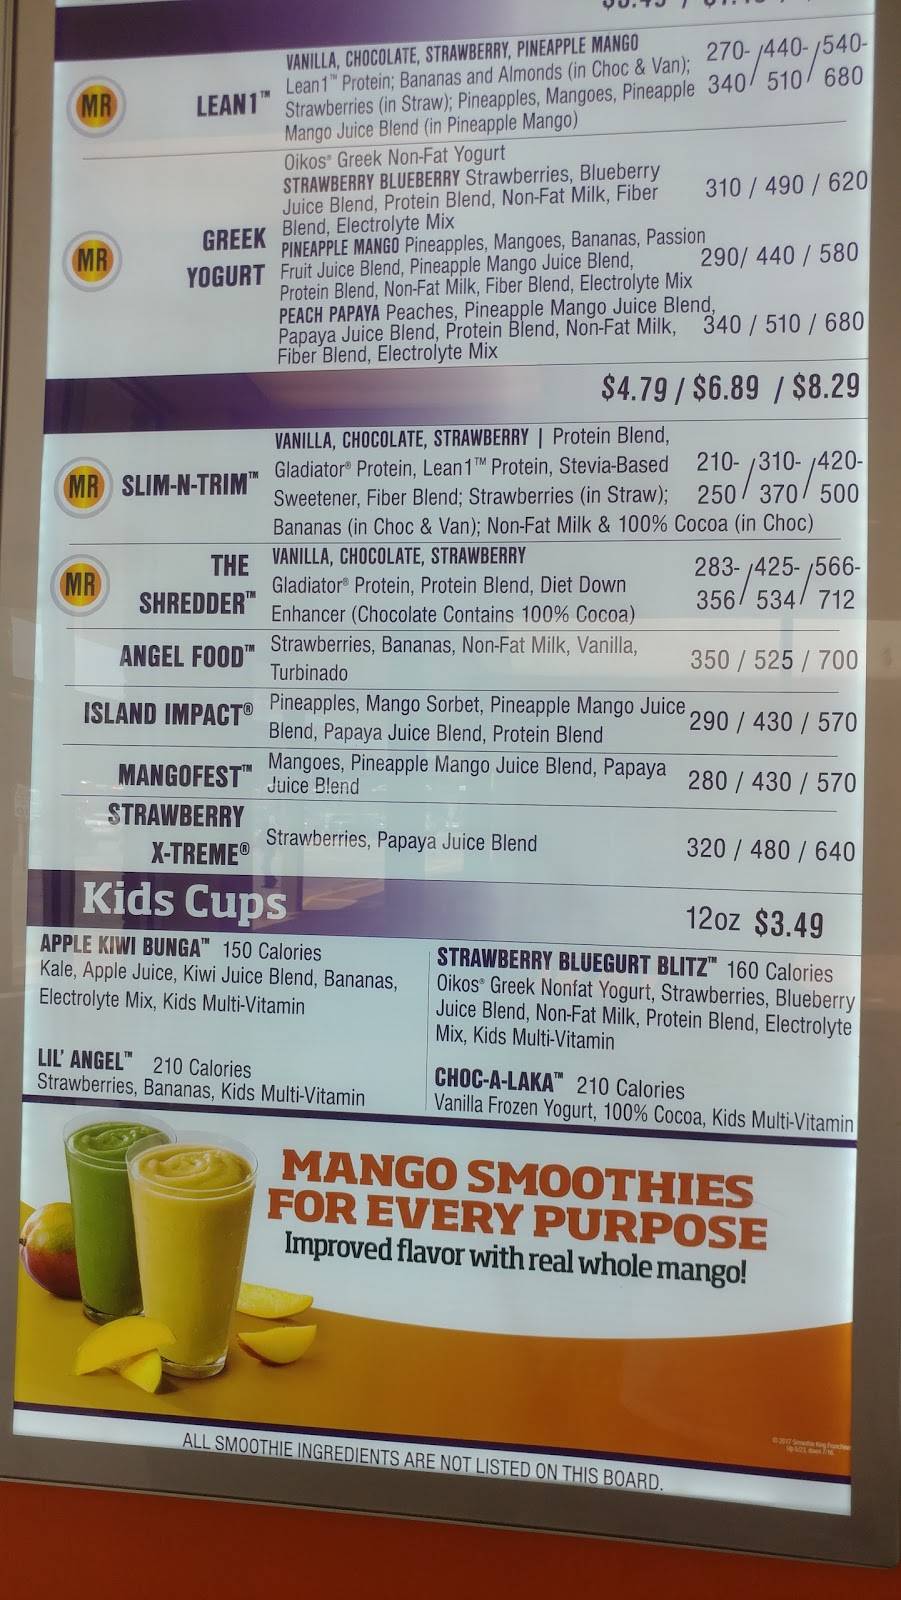 MR
LEAN1™
VANILLA, CHOCOLATE, STRAWBERRY, PINEAPPLE MANGO
Lean1™ Protein; Bananas and Almonds (in Choc & Van);
Strawberries (in Straw); Pineapples, Mangoes, Pineapple
Mango Juice Blend (in Pineapple Mango)
270- / 440- / 540-
340 / 510 / 680
MR
GREEK
YOGURT
Oikos® Greek Non-Fat Yogurt
STRAWBERRY BLUEBERRY Strawberries, Blueberry
Juice Blend, Protein Blend, Non-Fat Milk, Fiber
Blend, Electrolyte Mix
310 / 490 / 620
PINEAPPLE MANGO Pineapples, Mangoes, Bananas, Passion
Fruit Juice Blend, Pineapple Mango Juice Blend,
Protein Blend, Non-Fat Milk, Fiber Blend, Electrolyte Mix
290/ 440 / 580
PEACH PAPAYA Peaches, Pineapple Mango Juice Blend,
Papaya Juice Blend, Protein Blend, Non-Fat Milk,
Fiber Blend, Electrolyte Mix
340 / 510 / 680
$4.79 / $6.89 / $8.29
MR
SLIM-N-TRIM™
VANILLA, CHOCOLATE, STRAWBERRY | Protein Blend,
Gladiator® Protein, Lean1™ Protein, Stevia-Based
Sweetener, Fiber Blend; Strawberries (in Straw);
Bananas (in Choc & Van); Non-Fat Milk & 100% Cocoa (in Choc)
210- / 310- / 420-
250 / 370 / 500
MR
THE
SHREDDER™
VANILLA, CHOCOLATE, STRAWBERRY
Gladiator® Protein, Protein Blend, Diet Down
Enhancer (Chocolate Contains 100% Cocoa)
283- / 425- / 566-
356 / 534 / 712
ANGEL FOOD™
Strawberries, Bananas, Non-Fat Milk, Vanilla,
Turbinado
350 / 525 / 700
ISLAND IMPACT®
Pineapples, Mango Sorbet, Pineapple Mango Juice
Blend, Papaya Juice Blend, Protein Blend
290 / 430 / 570
MANGOFEST™
Mangoes, Pineapple Mango Juice Blend, Papaya
Juice Blend
280 / 430 / 570
STRAWBERRY
X-TREME®
Strawberries, Papaya Juice Blend
320 / 480 / 640
Kids Cups
12oz $3.49
APPLE KIWI BUNGA™ 150 Calories
Kale, Apple Juice, Kiwi Juice Blend, Bananas,
Electrolyte Mix, Kids Multi-Vitamin
LIL' ANGEL™ 210 Calories
Strawberries, Bananas, Kids Multi-Vitamin
STRAWBERRY BLUEGURT BLITZ™ 160 Calories
Oikos® Greek Nonfat Yogurt, Strawberries, Blueberry
Juice Blend, Non-Fat Milk, Protein Blend, Electrolyte
Mix, Kids Multi-Vitamin
CHOC-A-LAKA™ 210 Calories
Vanilla Frozen Yogurt, 100% Cocoa, Kids Multi-Vitamin
MANGO SMOOTHIES
FOR EVERY PURPOSE
Improved flavor with real whole mango!
© 2017 Smoothie King
ALL SMOOTHIE INGREDIENTS ARE NOT LISTED ON THIS BOARD.